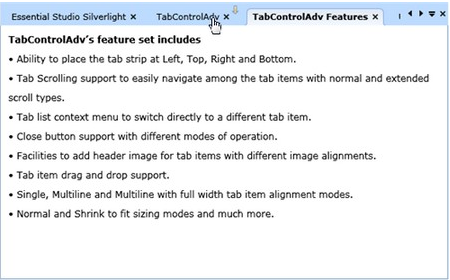 Essential Studio Silverlight
TabControlAdv
TabControlAdv Features
TabControlAdv's feature set includes
• Ability to place the tab strip at Left, Top, Right and Bottom.
• Tab Scrolling support to easily navigate among the tab items with normal and extended
scroll types.
• Tab list context menu to switch directly to a different tab item.
• Close button support with different modes of operation.
• Facilities to add header image for tab items with different image alignments.
• Tab item drag and drop support.
• Single, Multiline and Multiline with full width tab item alignment modes.
• Normal and Shrink to fit sizing modes and much more.